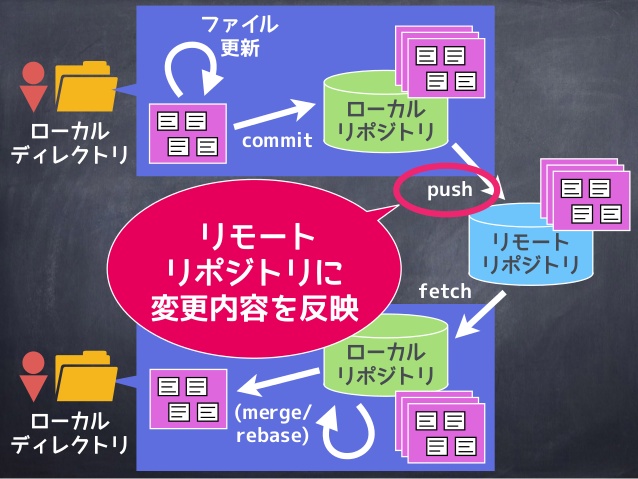 ファイル
更新
ローカル
ディレクトリ
commit
ローカル
リポジトリ
push
リモート
リポジトリに
変更内容を反映
リモート
リポジトリ
fetch
ローカル
リポジトリ
ローカル
ディレクトリ
(merge/
rebase)